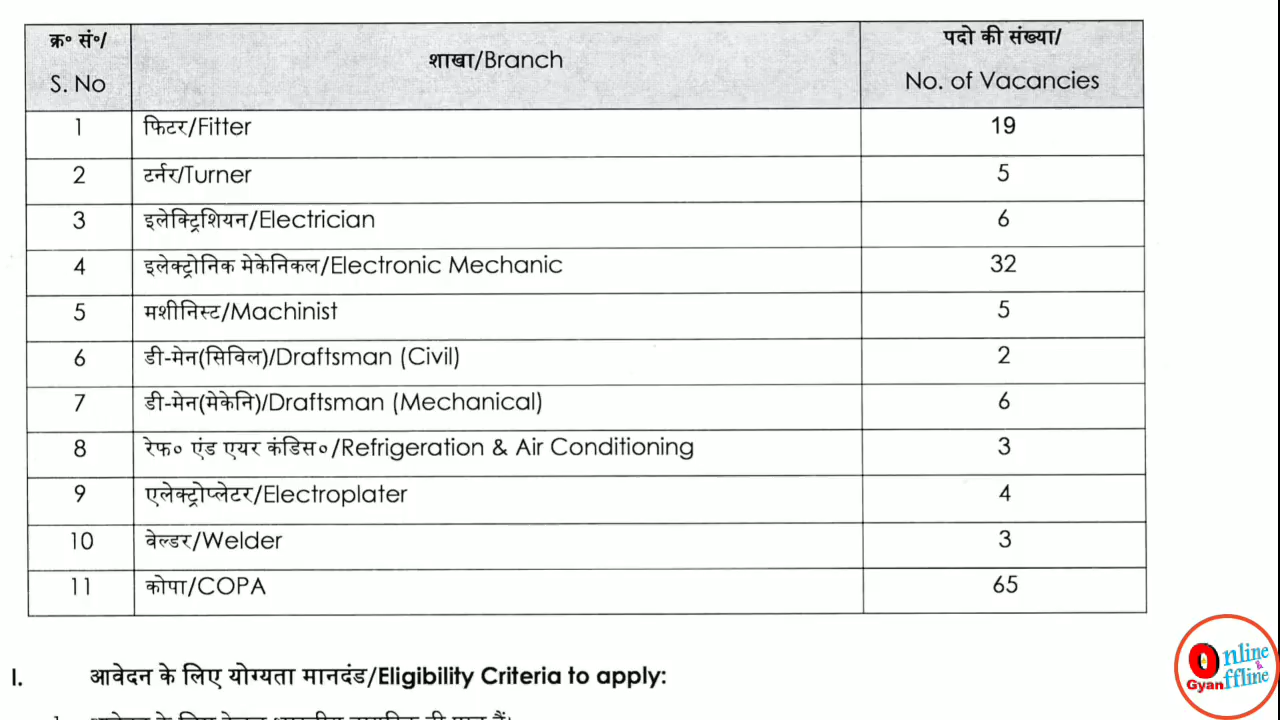 क्र॰ सं॰/ S. No शाखा/Branch पदो की संख्या/ No. of Vacancies
1 फिटर/Fitter 19
2 टर्नर/Turner 5
3 इलेक्ट्रिशियन/Electrician 6
4 इलेक्ट्रोनिक मेकेनिकल/Electronic Mechanic 32
5 मशीनिस्ट/Machinist 5
6 डी-मेन(सिविल)/Draftsman (Civil) 2
7 डी-मेन(मेकेनि)/Draftsman (Mechanical) 6
8 रेफ॰ एंड एयर कंडिस॰/Refrigeration & Air Conditioning 3
9 एलेक्ट्रोप्लेटर/Electroplater 4
10 वेल्डर/Welder 3
11 कोपा/COPA 65
I. आवेदन के लिए योग्यता मानदंड/Eligibility Criteria to apply:
Online & Offline Gyan